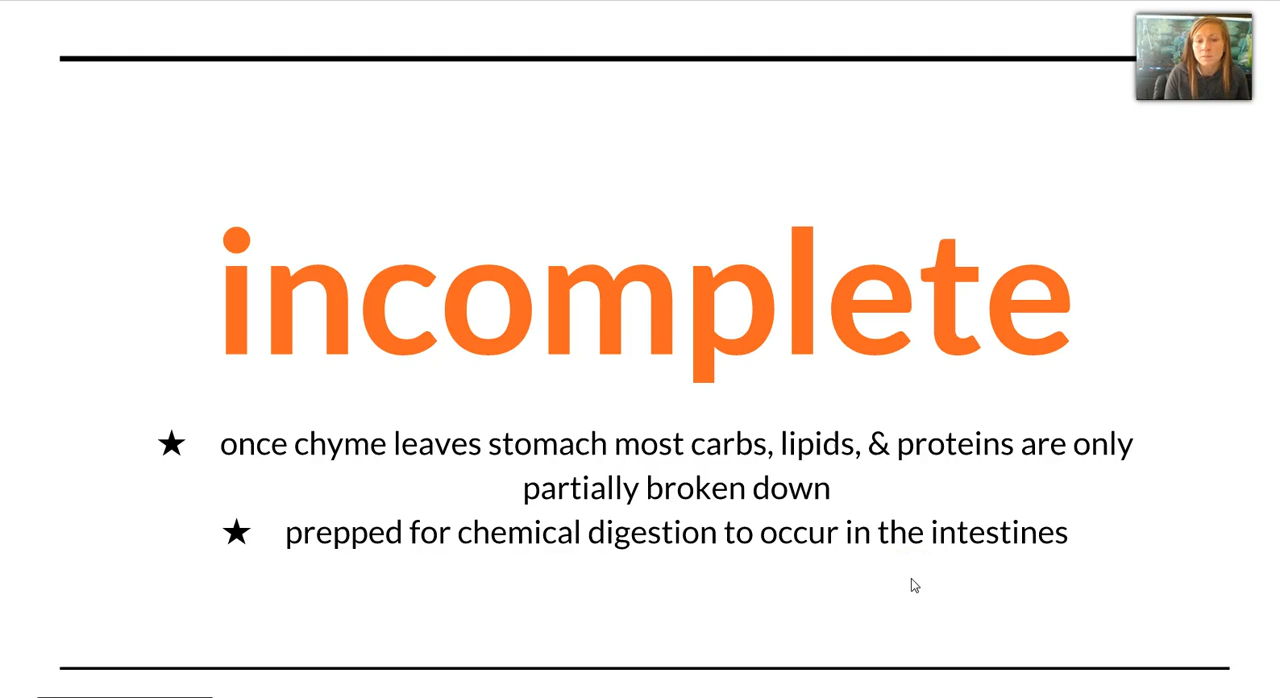 incomplete
★ once chyme leaves stomach most carbs, lipids, & proteins are only
partially broken down
★ prepped for chemical digestion to occur in the intestines